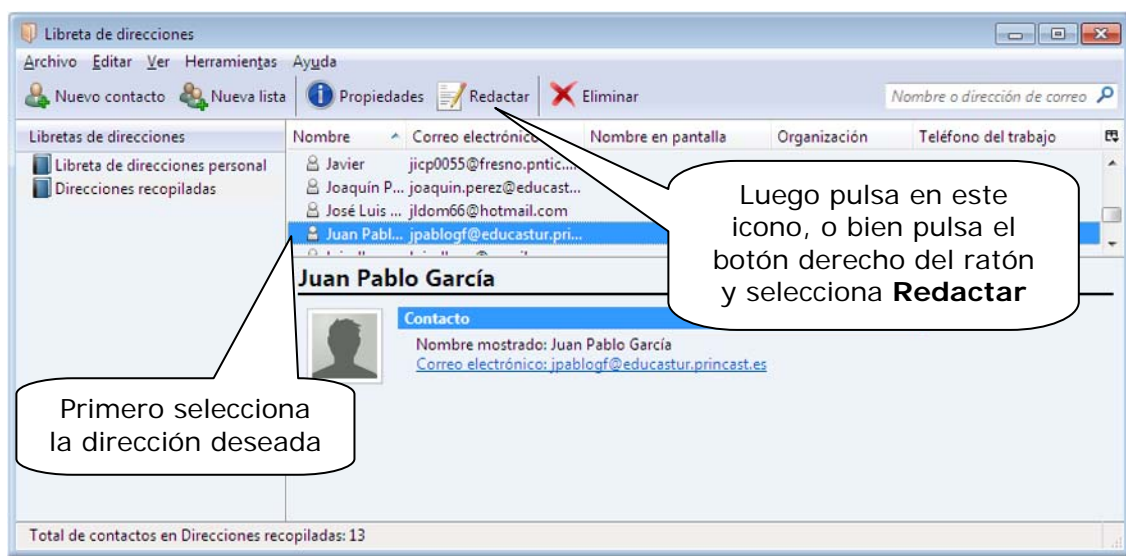 Libreta de direcciones
Archivo Editar Ver Herramientas Ayuda
Nuevo contacto Nueva lista Propiedades Redactar Eliminar Nombre o dirección de correo
Libretas de direcciones Nombre Correo electrónico Nombre en pantalla Organización Teléfono del trabajo
Libreta de direcciones personal
Direcciones recopiladas
Javier jicp0055@fresno.pntic....
Joaquín P... joaquin.perez@educast...
José Luis ... jldom66@hotmail.com
Juan Pabl... jpablogf@educastur.pri...
Luego pulsa en este
icono, o bien pulsa el
botón derecho del ratón
y selecciona Redactar
Juan Pablo García
Contacto
Nombre mostrado: Juan Pablo García
Correo electrónico: jpablogf@educastur.princast.es
Primero selecciona
la dirección deseada
Total de contactos en Direcciones recopiladas: 13